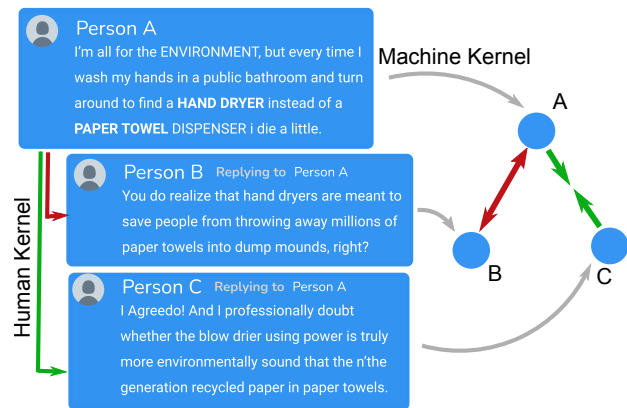 Person A
I'm all for the ENVIRONMENT, but every time I
wash my hands in a public bathroom and turn
around to find a HAND DRYER instead of a
PAPER TOWEL DISPENSER i die a little.
Machine Kernel
A
Person B Replying to Person A
You do realize that hand dryers are meant to
save people from throwing away millions of
paper towels into dump mounds, right?
B
C
Human Kernel
Person C Replying to Person A
I Agreedo! And I professionally doubt
whether the blow drier using power is truly
more environmentally sound that the n'the
generation recycled paper in paper towels.